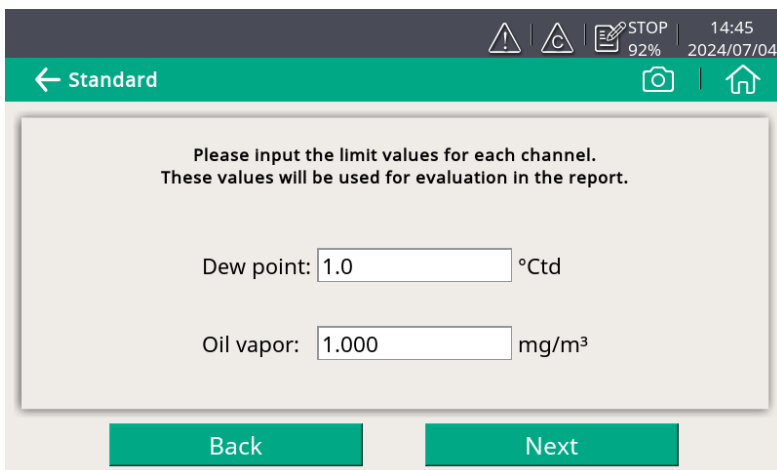 STOP 14:45
92% 2024/07/04
C
Standard
Please input the limit values for each channel.
These values will be used for evaluation in the report.
Dew point: 1.0 °Ctd
Oil vapor: 1.000 mg/m³
Back Next